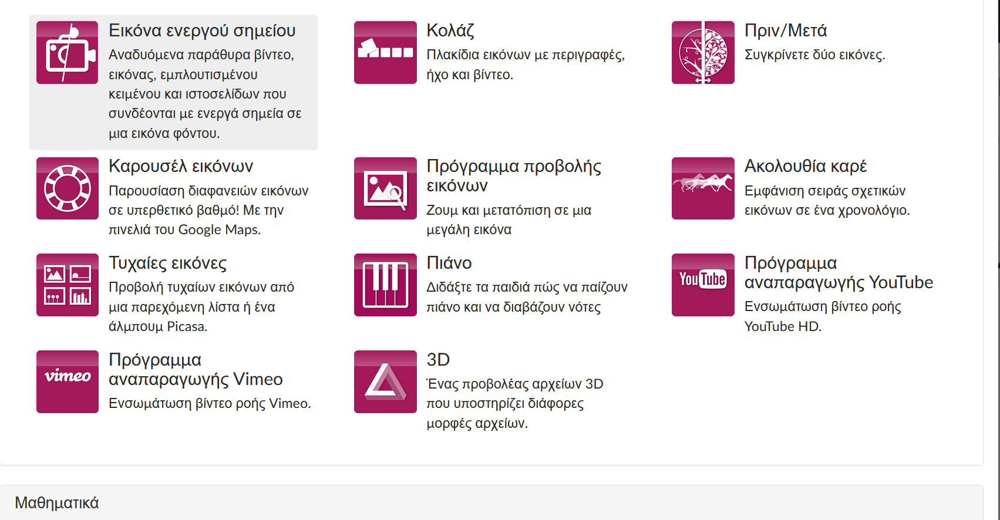 Εικόνα ενεργού σημείου
Αναδυόμενα παράθυρα βίντεο,
εικόνας, εμπλουτισμένου
κειμένου και ιστοσελίδων που
συνδέονται με ενεργά σημεία σε
μια εικόνα φόντου.
Κολάζ
Πλακίδια εικόνων με περιγραφές,
ήχο και βίντεο.
Πριν/Μετά
Συγκρίνετε δύο εικόνες.
Καρουσέλ εικόνων
Παρουσίαση διαφανειών εικόνων
σε υπερθετικό βαθμό! Με την
πινελιά του Google Maps.
Πρόγραμμα προβολής
εικόνων
Ζουμ και μετατόπιση σε μια
μεγάλη εικόνα
Ακολουθία καρέ
Εμφάνιση σειράς σχετικών
εικόνων σε ένα χρονολόγιο.
Τυχαίες εικόνες
Προβολή τυχαίων εικόνων από
μια παρεχόμενη λίστα ή ένα
άλμπουμ Picasa.
Πιάνο
Διδάξτε τα παιδιά πώς να παίζουν
πιάνο και να διαβάζουν νότες
YouTube
Πρόγραμμα
αναπαραγωγής YouTube
Ενσωμάτωση βίντεο ροής
YouTube HD.
vimeo
Πρόγραμμα
αναπαραγωγής Vimeo
Ενσωμάτωση βίντεο ροής Vimeo.
3D
Ένας προβολέας αρχείων 3D
που υποστηρίζει διάφορες
μορφές αρχείων.
Μαθηματικά